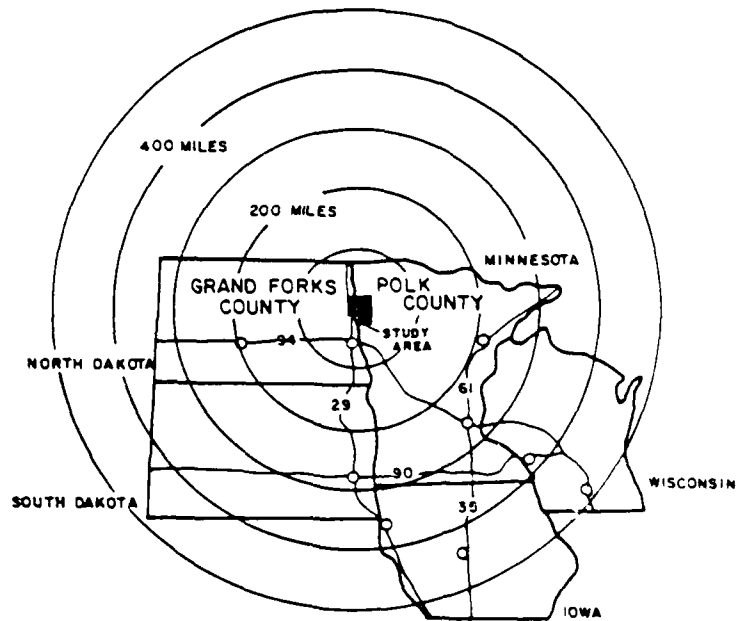 400 MILES
200 MILES
MINNESOTA
GRAND FORKS
COUNTY
POLK
COUNTY
STUDY
AREA
94
NORTH DAKOTA
29
61
90
WISCONSIN
SOUTH DAKOTA
35
IOWA